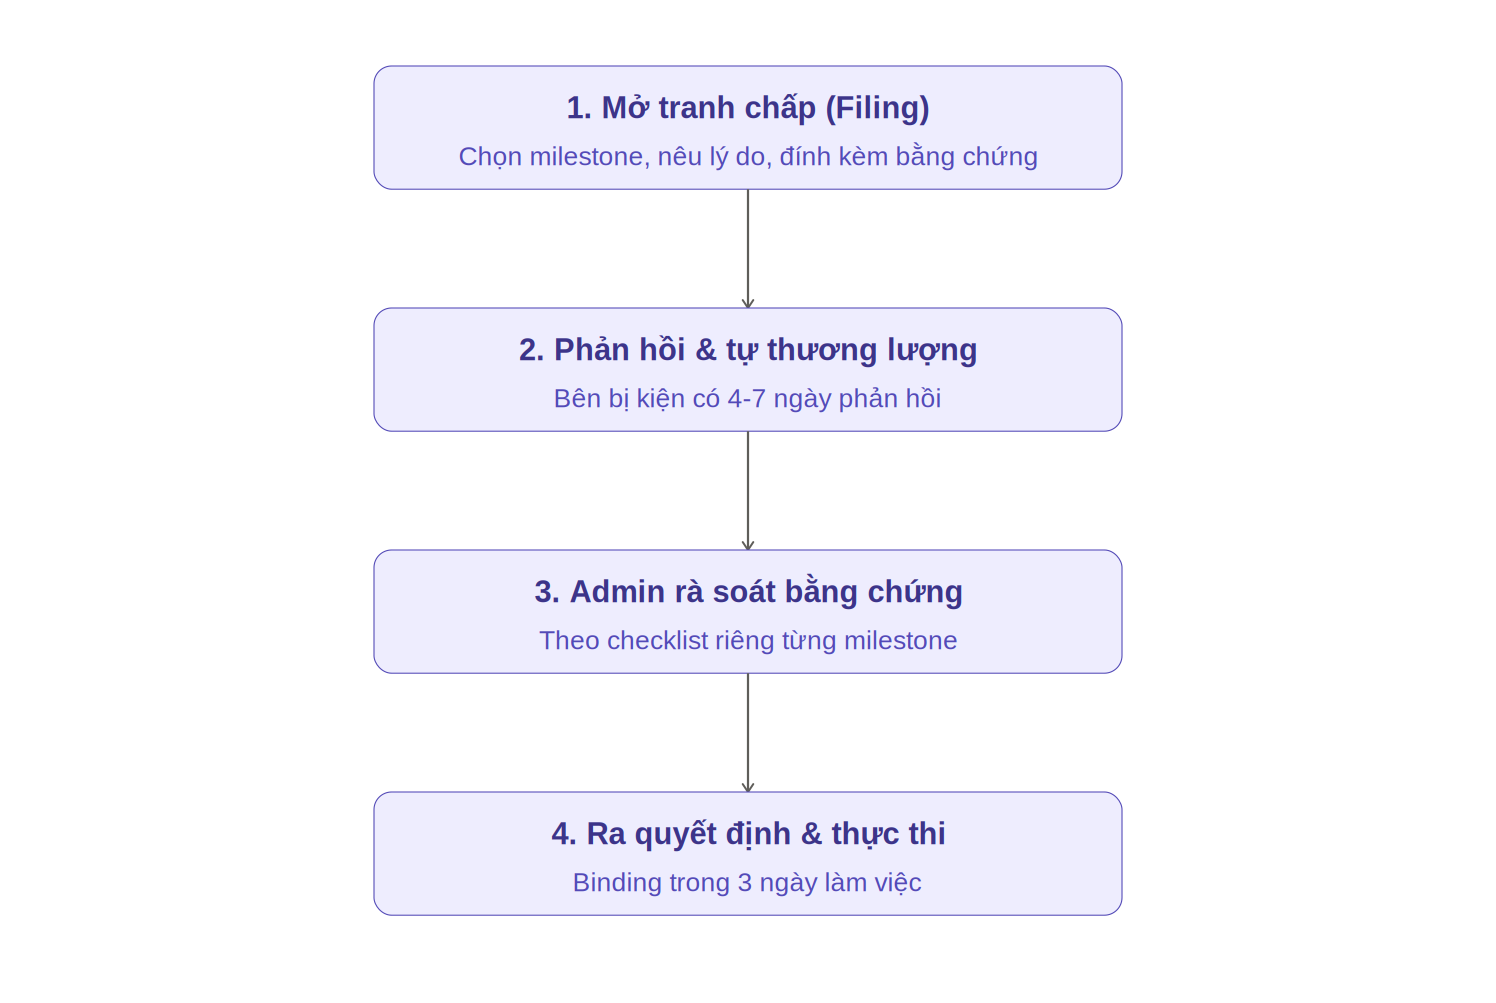 1. Mở tranh chấp (Filing)
Chọn milestone, nêu lý do, đính kèm bằng chứng
2. Phản hồi & tự thương lượng
Bên bị kiện có 4-7 ngày phản hồi
3. Admin rà soát bằng chứng
Theo checklist riêng từng milestone
4. Ra quyết định & thực thi
Binding trong 3 ngày làm việc